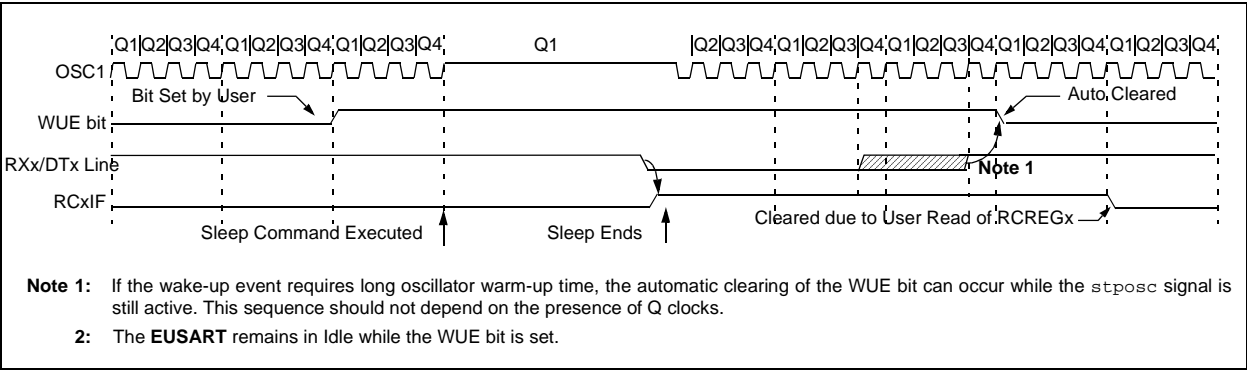 Q1|Q2|Q3|Q4|Q1|Q2|Q3|Q4|Q1|Q2|Q3|Q4 Q1 |Q2|Q3|Q4|Q1|Q2|Q3|Q4|Q1|Q2|Q3|Q4|Q1|Q2|Q3|Q4|Q1|Q2|Q3|Q4
OSC1
Bit Set by User
Auto Cleared
WUE bit
RXx/DTx Line
Note 1
RCxIF
Cleared due to User Read of RCREGx
Sleep Command Executed
Sleep Ends
Note 1: If the wake-up event requires long oscillator warm-up time, the automatic clearing of the WUE bit can occur while the stposc signal is
still active. This sequence should not depend on the presence of Q clocks.
2: The EUSART remains in Idle while the WUE bit is set.